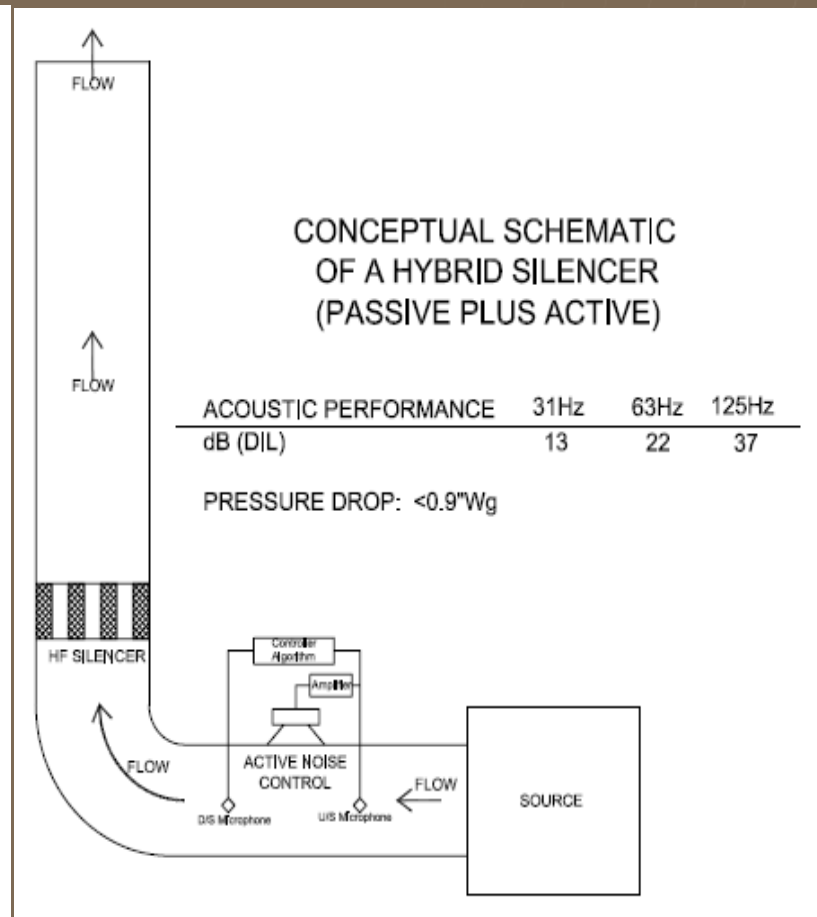 FLOW
CONCEPTUAL SCHEMATIC
OF A HYBRID SILENCER
(PASSIVE PLUS ACTIVE)
FLOW
ACOUSTIC PERFORMANCE 31Hz 63Hz 125Hz
dB (DIL) 13 22 37
PRESSURE DROP: <0.9"Wg
HF SILENCER
Controller
Algorithm
Amplifier
ACTIVE NOISE
CONTROL
FLOW
FLOW
D/S Microphone
U/S Microphone
SOURCE